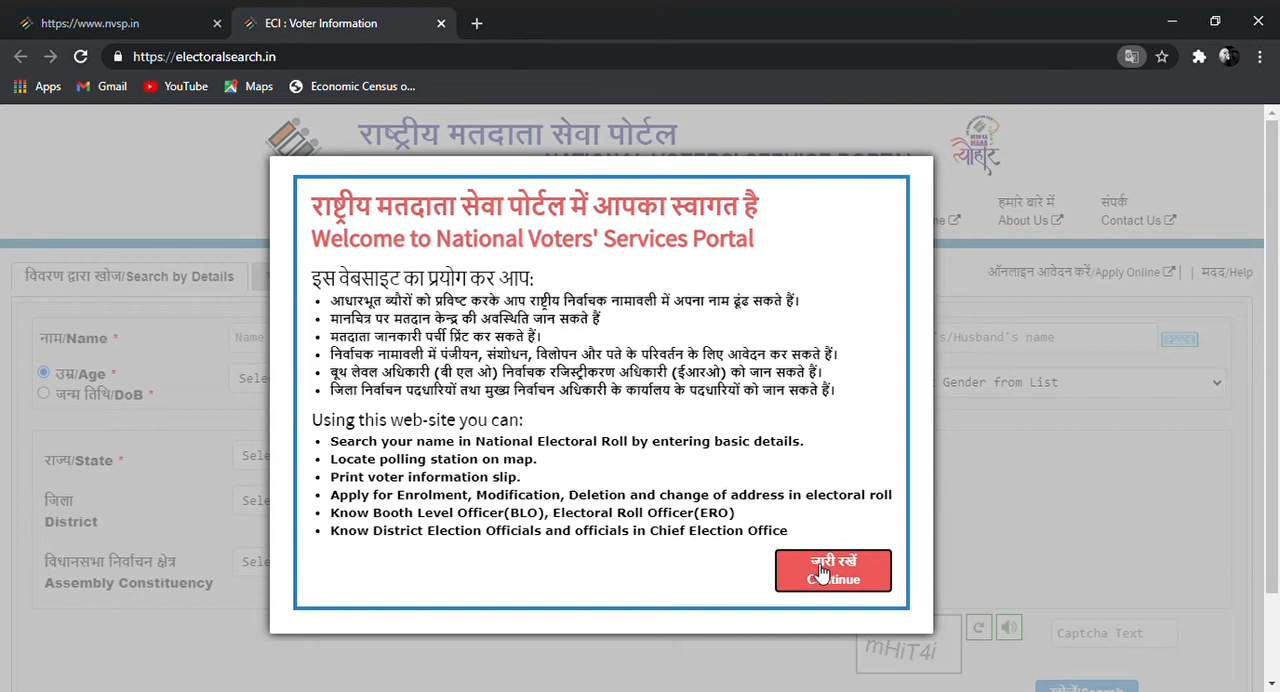 https://www.nvsp.in
ECI : Voter Information
https://electoralsearch.in
Apps Gmail YouTube Maps Economic Census o...
राष्ट्रीय मतदाता सेवा पोर्टल
हमारे बारे में संपर्क
About Us Contact Us
विवरण द्वारा खोज/Search by Details
ऑनलाइन आवेदन करें/Apply Online | | मदद/Help
राष्ट्रीय मतदाता सेवा पोर्टल में आपका स्वागत है
Welcome to National Voters' Services Portal
इस वेबसाइट का प्रयोग कर आप:
आधारभूत ब्यौरों को प्रविष्ट करके आप राष्ट्रीय निर्वाचक नामावली में अपना नाम ढूंढ सकते हैं।
मानचित्र पर मतदान केन्द्र की अवस्थिति जान सकते हैं
मतदाता जानकारी पर्ची प्रिंट कर सकते हैं।
निर्वाचक नामावली में पंजीयन, संशोधन, विलोपन और पते के परिवर्तन के लिए आवेदन कर सकते हैं।
बूथ लेवल अधिकारी (बी एल ओ) निर्वाचक रजिस्ट्रीकरण अधिकारी (ईआरओ) को जान सकते हैं।
जिला निर्वाचन पदधारियों तथा मुख्य निर्वाचन अधिकारी के कार्यालय के पदधारियों को जान सकते हैं।
Using this web-site you can:
Search your name in National Electoral Roll by entering basic details.
Locate polling station on map.
Print voter information slip.
Apply for Enrolment, Modification, Deletion and change of address in electoral roll
Know Booth Level Officer(BLO), Electoral Roll Officer(ERO)
Know District Election Officials and officials in Chief Election Office
जारी रखें
Continue
नाम/Name * Name
s/Husband's name
उम्र/Age *
जन्म तिथि/DoB *
Gender from List
राज्य/State *
जिला
District
विधानसभा निर्वाचन क्षेत्र
Assembly Constituency
mHiT4i
Captcha Text